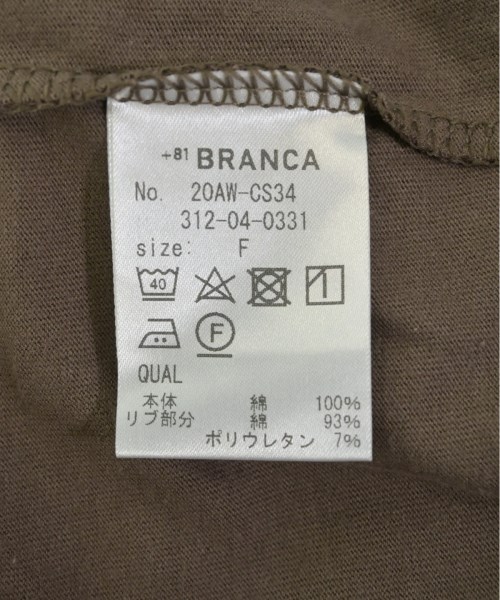 +81 BRANCA
No. 20AW-CS34
312-04-0331
size: F
40
F
QUAL
本体 綿 100%
リブ部分 綿 93%
ポリウレタン 7%